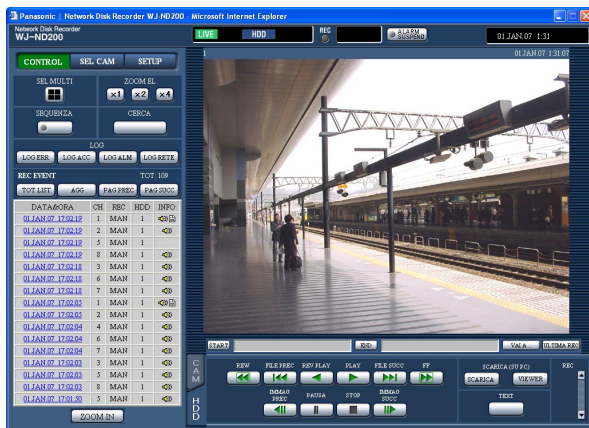 Panasonic | Network Disk Recorder WJ-ND200 - Microsoft Internet Explorer
Network Disk Recorder
WJ-ND200
LIVE
HDD
REC
ALARM
SUSPEND
01.JAN.07 1:31
CONTROL
SEL CAM
SETUP
1
01.JAN.07 1:31:07
SEL MULTI
ZOOM EL
x1
x2
x4
SEQUENZA
CERCA
LOG
LOG ERR
LOG ACC
LOG ALM
LOG RETE
REC EVENT
TOT: 109
TOT LIST
AGG
PAG PREC
PAG SUCC
DATA&ORA CH REC HDD INFO
01.JAN.07 17:02:19 1 MAN 1
01.JAN.07 17:02:19 2 MAN 1
01.JAN.07 17:02:19 5 MAN 1
01.JAN.07 17:02:19 8 MAN 1
01.JAN.07 17:02:18 3 MAN 1
01.JAN.07 17:02:18 6 MAN 1
01.JAN.07 17:02:18 7 MAN 1
01.JAN.07 17:02:05 1 MAN 1
01.JAN.07 17:02:05 2 MAN 1
01.JAN.07 17:02:04 4 MAN 1
01.JAN.07 17:02:04 6 MAN 1
01.JAN.07 17:02:04 7 MAN 1
01.JAN.07 17:02:03 3 MAN 1
01.JAN.07 17:02:03 5 MAN 1
01.JAN.07 17:02:03 8 MAN 1
01.JAN.07 17:01:50 5 MAN 1
ZOOM IN
START
END
VAI A...
ULTIMA REC
CAM
HDD
REW
FILE PREC
REV PLAY
PLAY
FILE SUCC
FF
IMMAG
PREC
PAUSA
STOP
IMMAG
SUCC
SCARICA (SU PC)
SCARICA
VIEWER
TEXT
REC